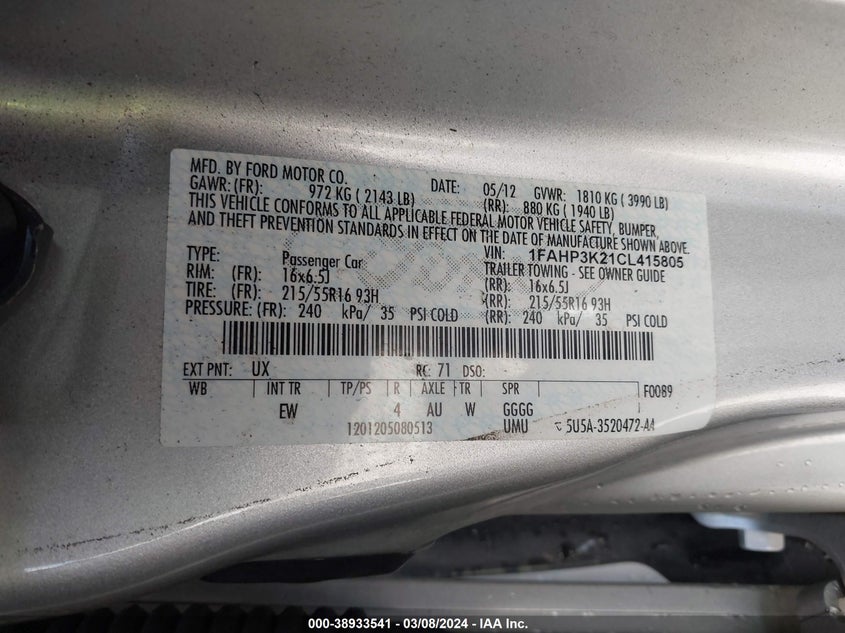 MFD. BY FORD MOTOR CO. DATE: 05/12 GVWR: 1810 KG ( 3990 LB)
GAWR: (FR): 972 KG ( 2143 LB) (RR): 880 KG ( 1940 LB)
THIS VEHICLE CONFORMS TO ALL APPLICABLE FEDERAL MOTOR VEHICLE SAFETY, BUMPER,
AND THEFT PREVENTION STANDARDS IN EFFECT ON THE DATE OF MANUFACTURE SHOWN ABOVE.
VIN: 1FAHP3K21CL415805
TYPE: Passenger Car TRAILER TOWING - SEE OWNER GUIDE
RIM: (FR): 16x6.5J (RR): 16x6.5J
TIRE: (FR): 215/55R16 93H (RR): 215/55R16 93H
PRESSURE: (FR): 240 kPa/ 35 PSI COLD (RR): 240 kPa/ 35 PSI COLD
EXT PNT: UX RC: 71 DSO:
WB INT TR TP/PS R AXLE TR SPR F0089
EW 4 AU W GGGG
1201205080513 UMU 5U5A-3520472-AA
000-38933541 - 03/08/2024 - IAA Inc.